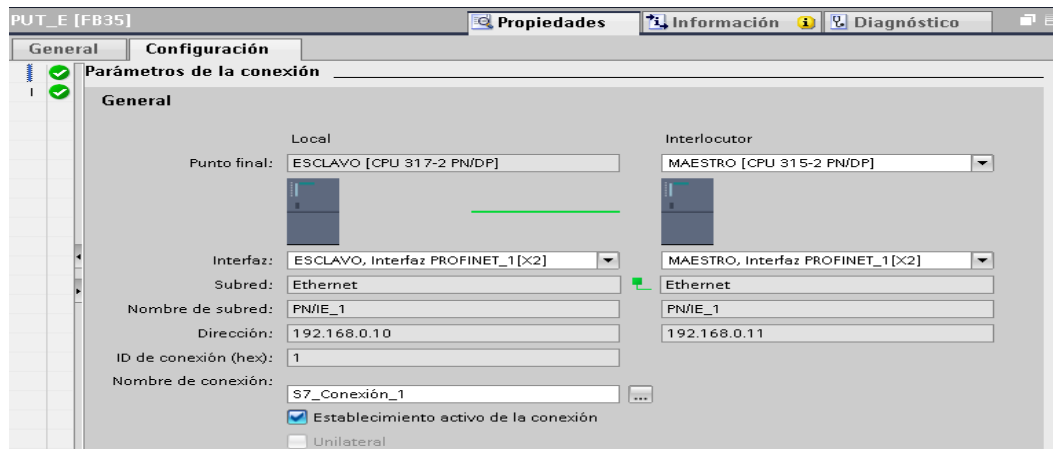 PUT_E [FB35]
Propiedades Información Diagnóstico
General Configuración
Parámetros de la conexión
General
Local Interlocutor
Punto final: ESCLAVO [CPU 317-2 PN/DP] MAESTRO [CPU 315-2 PN/DP]
Interfaz: ESCLAVO, Interfaz PROFINET_1[X2] MAESTRO, Interfaz PROFINET_1[X2]
Subred: Ethernet Ethernet
Nombre de subred: PN/IE_1 PN/IE_1
Dirección: 192.168.0.10 192.168.0.11
ID de conexión (hex): 1
Nombre de conexión:
S7_Conexión_1 ...
Establecimiento activo de la conexión
Unilateral